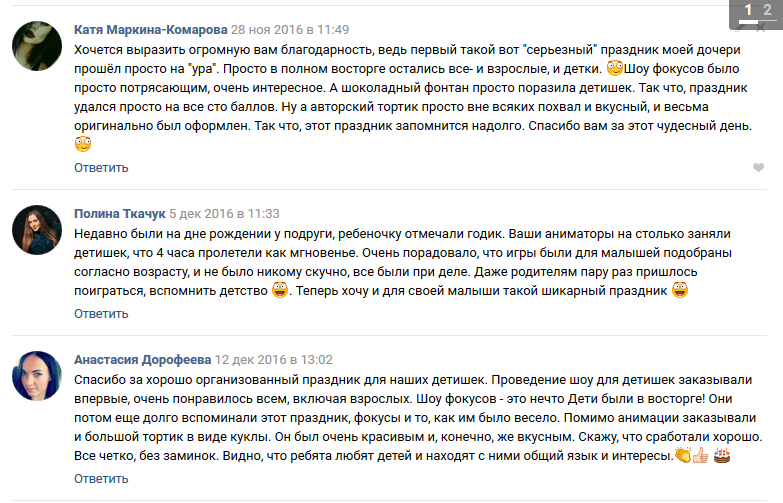 1 2
Катя Маркина-Комарова 28 ноя 2016 в 11:49
Хочется выразить огромную вам благодарность, ведь первый такой вот "серьезный" праздник моей дочери
прошёл просто на "ура". Просто в полном восторге остались все- и взрослые, и детки. Шоу фокусов было
просто потрясающим, очень интересное. А шоколадный фонтан просто поразила детишек. Так что, праздник
удался просто на все сто баллов. Ну а авторский тортик просто вне всяких похвал и вкусный, и весьма
оригинально был оформлен. Так что, этот праздник запомнится надолго. Спасибо вам за этот чудесный день.
Ответить
Полина Ткачук 5 дек 2016 в 11:33
Недавно были на дне рождении у подруги, ребеночку отмечали годик. Ваши аниматоры на столько заняли
детишек, что 4 часа пролетели как мгновенье. Очень порадовало, что игры были для малышей подобраны
согласно возрасту, и не было никому скучно, все были при деле. Даже родителям пару раз пришлось
поиграться, вспомнить детство . Теперь хочу и для своей малыши такой шикарный праздник
Ответить
Анастасия Дорофеева 12 дек 2016 в 13:02
Спасибо за хорошо организованный праздник для наших детишек. Проведение шоу для детишек заказывали
впервые, очень понравилось всем, включая взрослых. Шоу фокусов - это нечто Дети были в восторге! Они
потом еще долго вспоминали этот праздник, фокусы и то, как им было весело. Помимо анимации заказывали
и большой тортик в виде куклы. Он был очень красивым и, конечно, же вкусным. Скажу, что сработали хорошо.
Все четко, без заминок. Видно, что ребята любят детей и находят с ними общий язык и интересы.
Ответить